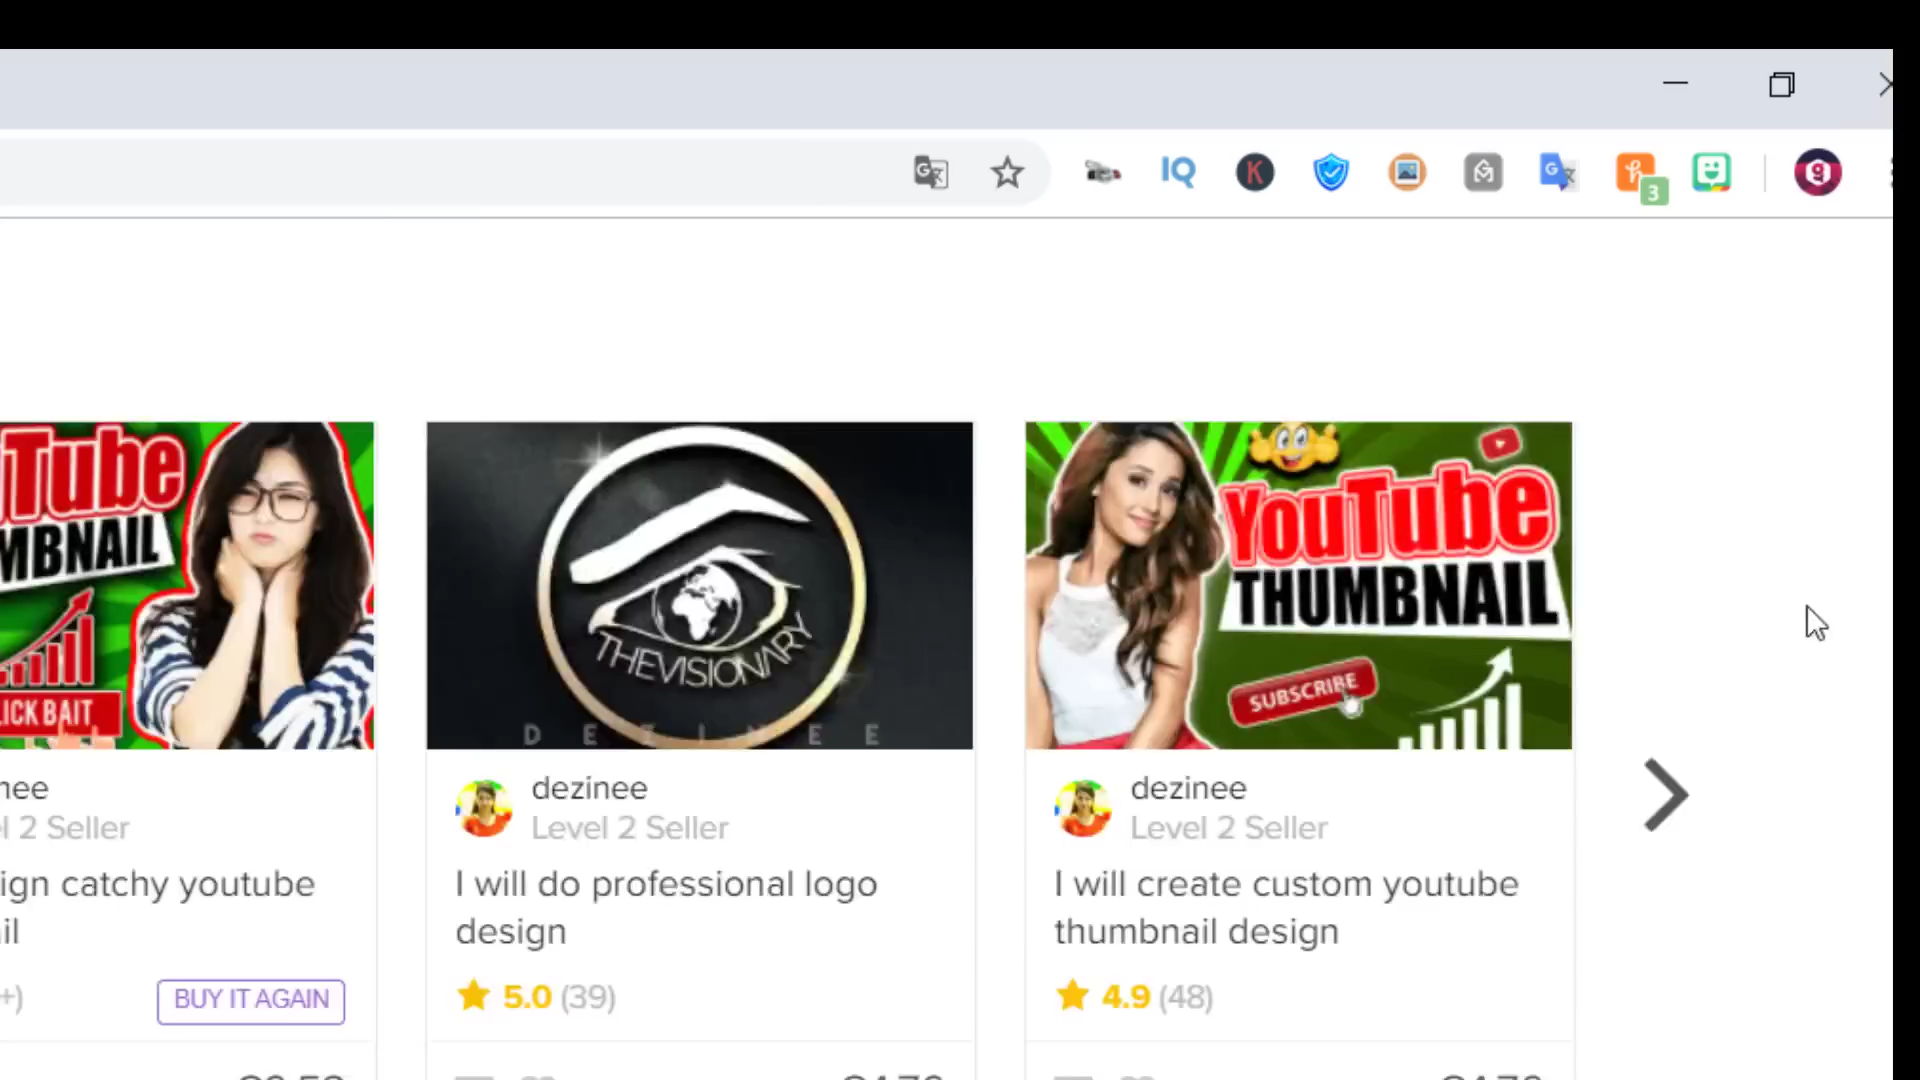 IQ
K
G
3
g
Tube
MBNAIL
LICK BAIT
THEVISIONARY
DEZINEE
YouTube
THUMBNAIL
SUBSCRIBE
nee
l 2 Seller
ign catchy youtube
il
+)
BUY IT AGAIN
dezinee
Level 2 Seller
I will do professional logo
design
5.0 (39)
dezinee
Level 2 Seller
I will create custom youtube
thumbnail design
4.9 (48)